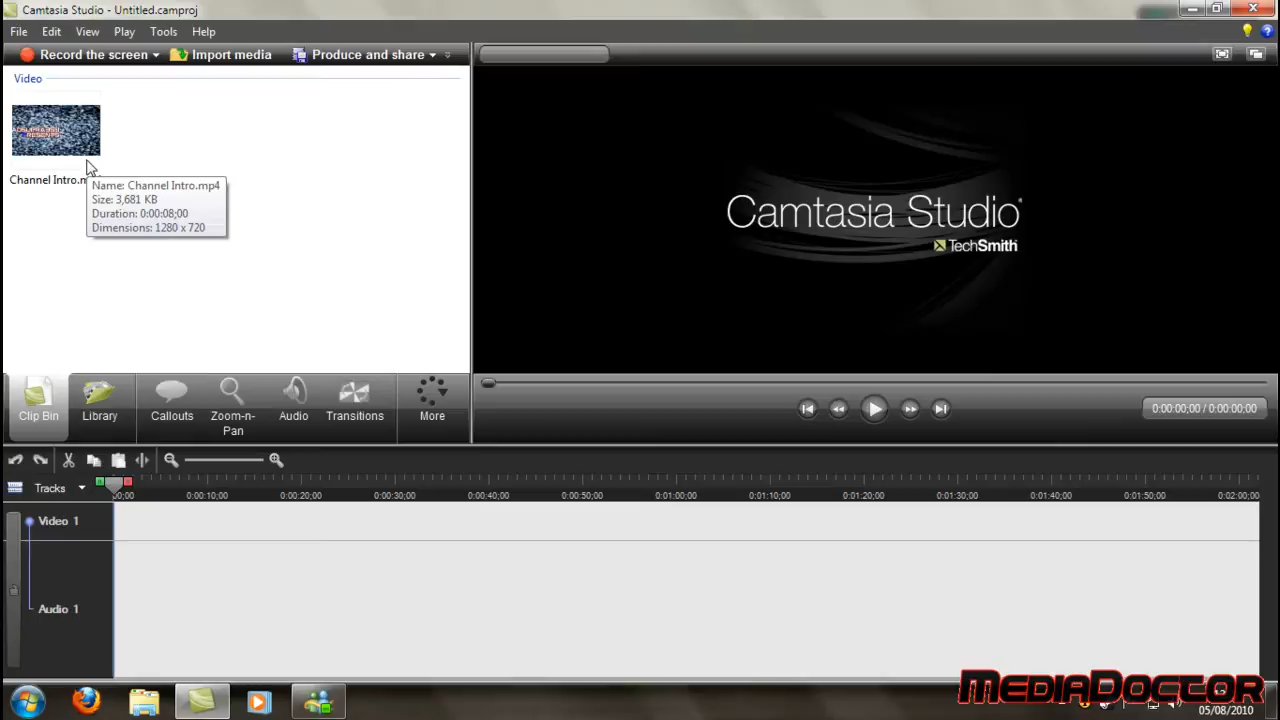 Camtasia Studio - Untitled.camproj
File Edit View Play Tools Help
Record the screen Import media Produce and share
Video
Channel Intro.m
Name: Channel Intro.mp4
Size: 3,681 KB
Duration: 0:00:08;00
Dimensions: 1280 x 720
Camtasia Studio
TechSmith
Clip Bin Library Callouts Zoom-n-Pan Audio Transitions More
0:00:00;00 / 0:00:00;00
Tracks
00;00 0:00:10;00 0:00:20;00 0:00:30;00 0:00:40;00 0:00:50;00 0:01:00;00 0:01:10;00 0:01:20;00 0:01:30;00 0:01:40;00 0:01:50;00 0:02:00;00
Video 1
Audio 1
MEDIADOCTOR
05/08/2010